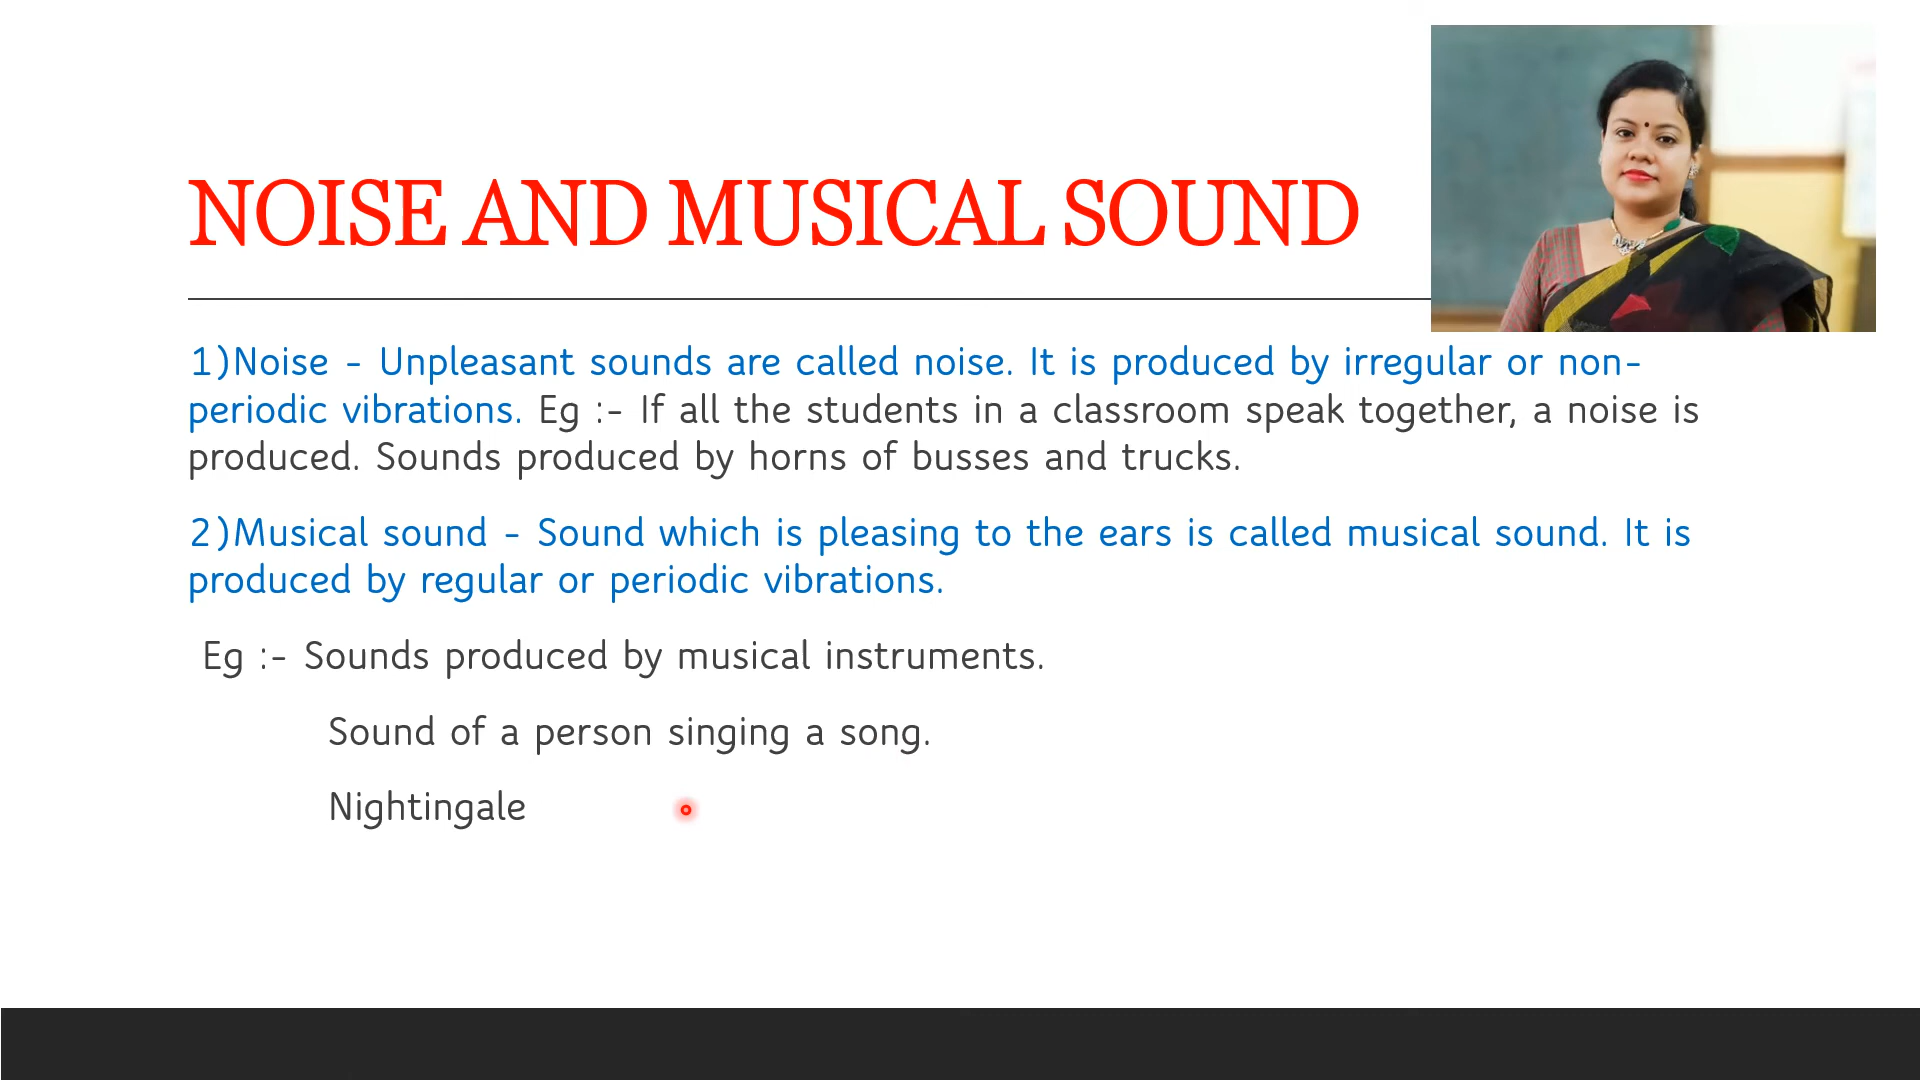 NOISE AND MUSICAL SOUND
1)Noise - Unpleasant sounds are called noise. It is produced by irregular or non-
periodic vibrations. Eg :- If all the students in a classroom speak together, a noise is
produced. Sounds produced by horns of busses and trucks.
2)Musical sound - Sound which is pleasing to the ears is called musical sound. It is
produced by regular or periodic vibrations.
Eg :- Sounds produced by musical instruments.
Sound of a person singing a song.
Nightingale